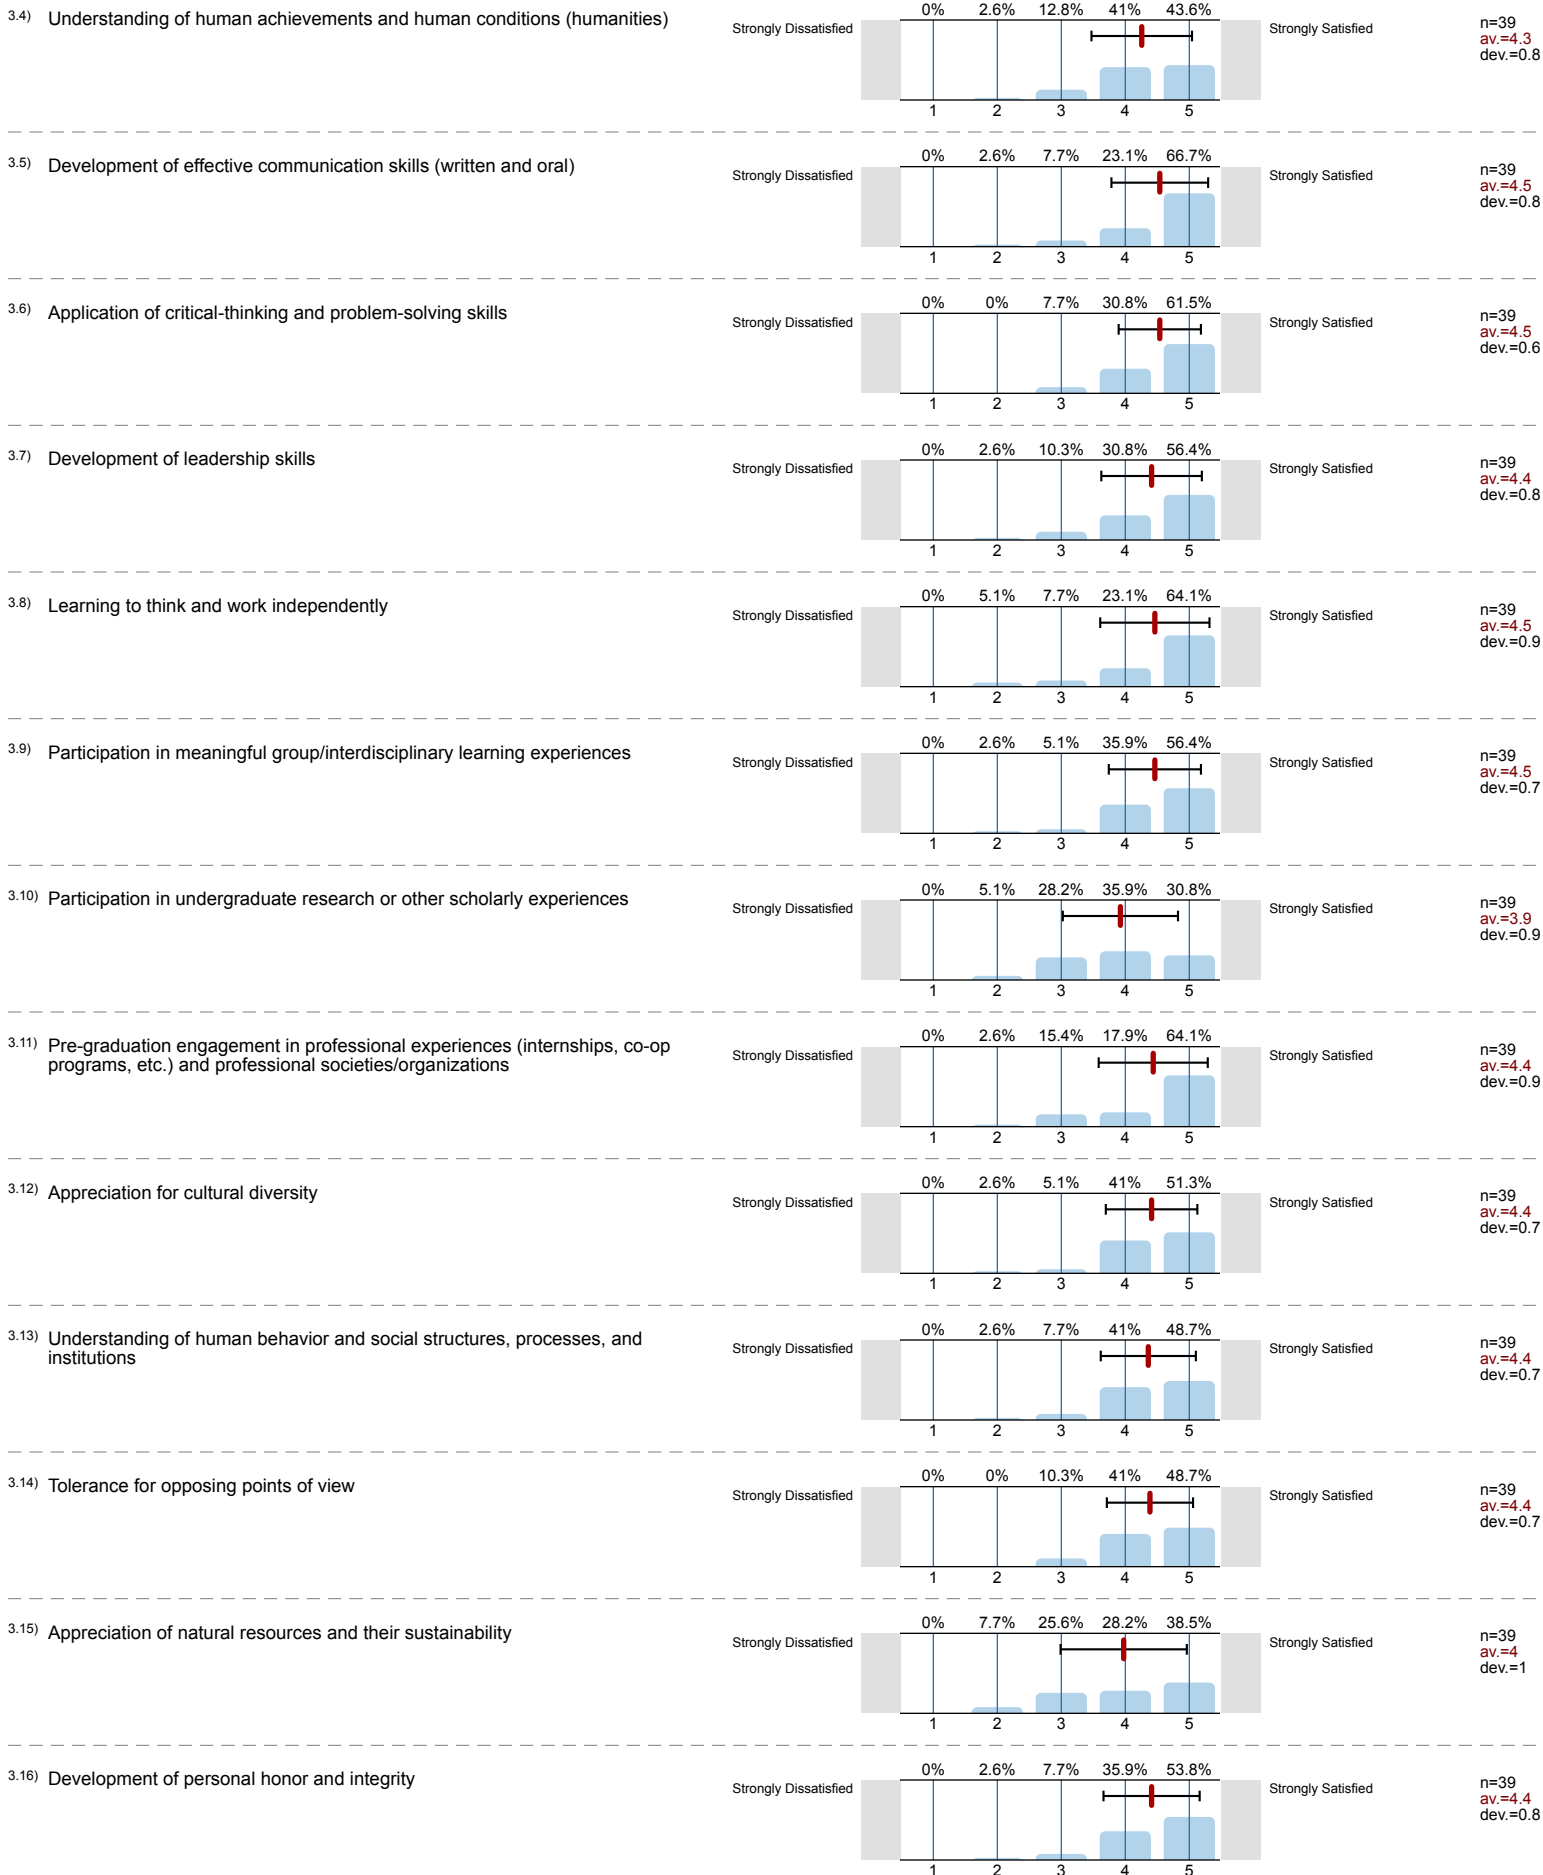 3.4) Understanding of human achievements and human conditions (humanities)
0% 2.6% 12.8% 41% 43.6%
Strongly Dissatisfied Strongly Satisfied
n=39
av.=4.3
dev.=0.8
1 2 3 4 5
3.5) Development of effective communication skills (written and oral)
0% 2.6% 7.7% 23.1% 66.7%
Strongly Dissatisfied Strongly Satisfied
n=39
av.=4.5
dev.=0.8
1 2 3 4 5
3.6) Application of critical-thinking and problem-solving skills
0% 0% 7.7% 30.8% 61.5%
Strongly Dissatisfied Strongly Satisfied
n=39
av.=4.5
dev.=0.6
1 2 3 4 5
3.7) Development of leadership skills
0% 2.6% 10.3% 30.8% 56.4%
Strongly Dissatisfied Strongly Satisfied
n=39
av.=4.4
dev.=0.8
1 2 3 4 5
3.8) Learning to think and work independently
0% 5.1% 7.7% 23.1% 64.1%
Strongly Dissatisfied Strongly Satisfied
n=39
av.=4.5
dev.=0.9
1 2 3 4 5
3.9) Participation in meaningful group/interdisciplinary learning experiences
0% 2.6% 5.1% 35.9% 56.4%
Strongly Dissatisfied Strongly Satisfied
n=39
av.=4.5
dev.=0.7
1 2 3 4 5
3.10) Participation in undergraduate research or other scholarly experiences
0% 5.1% 28.2% 35.9% 30.8%
Strongly Dissatisfied Strongly Satisfied
n=39
av.=3.9
dev.=0.9
1 2 3 4 5
3.11) Pre-graduation engagement in professional experiences (internships, co-op
programs, etc.) and professional societies/organizations
0% 2.6% 15.4% 17.9% 64.1%
Strongly Dissatisfied Strongly Satisfied
n=39
av.=4.4
dev.=0.9
1 2 3 4 5
3.12) Appreciation for cultural diversity
0% 2.6% 5.1% 41% 51.3%
Strongly Dissatisfied Strongly Satisfied
n=39
av.=4.4
dev.=0.7
1 2 3 4 5
3.13) Understanding of human behavior and social structures, processes, and
institutions
0% 2.6% 7.7% 41% 48.7%
Strongly Dissatisfied Strongly Satisfied
n=39
av.=4.4
dev.=0.7
1 2 3 4 5
3.14) Tolerance for opposing points of view
0% 0% 10.3% 41% 48.7%
Strongly Dissatisfied Strongly Satisfied
n=39
av.=4.4
dev.=0.7
1 2 3 4 5
3.15) Appreciation of natural resources and their sustainability
0% 7.7% 25.6% 28.2% 38.5%
Strongly Dissatisfied Strongly Satisfied
n=39
av.=4
dev.=1
1 2 3 4 5
3.16) Development of personal honor and integrity
0% 2.6% 7.7% 35.9% 53.8%
Strongly Dissatisfied Strongly Satisfied
n=39
av.=4.4
dev.=0.8
1 2 3 4 5